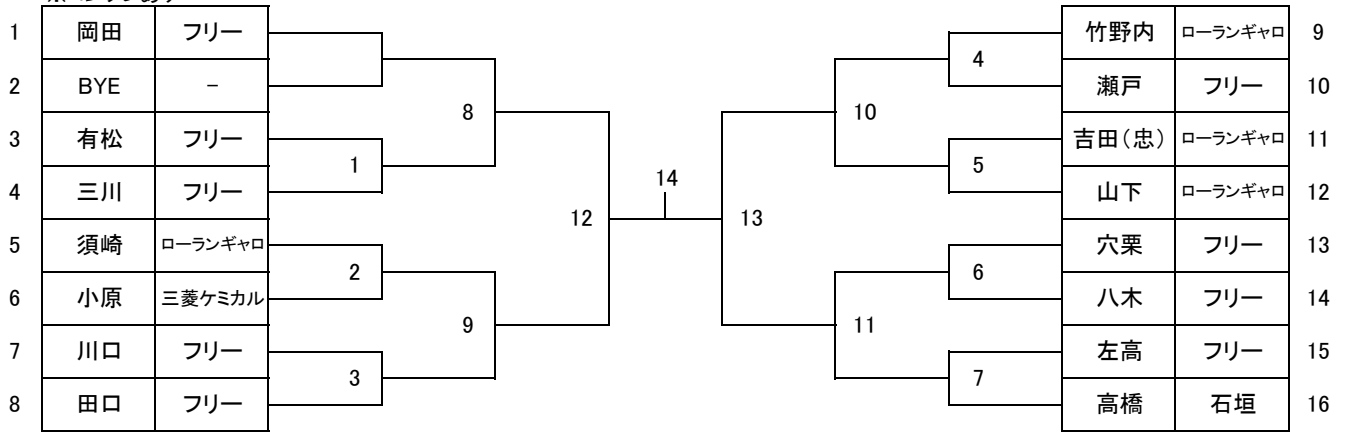 1 岡田 フリー
2 BYE -
3 有松 フリー
4 三川 フリー
5 須崎 ローランギャロ
6 小原 三菱ケミカル
7 川口 フリー
8 田口 フリー
1
2
3
8
9
12
14
13
10
11
4
5
6
7
竹野内 ローランギャロ 9
瀬戸 フリー 10
吉田(忠) ローランギャロ 11
山下 ローランギャロ 12
穴栗 フリー 13
八木 フリー 14
左高 フリー 15
高橋 石垣 16